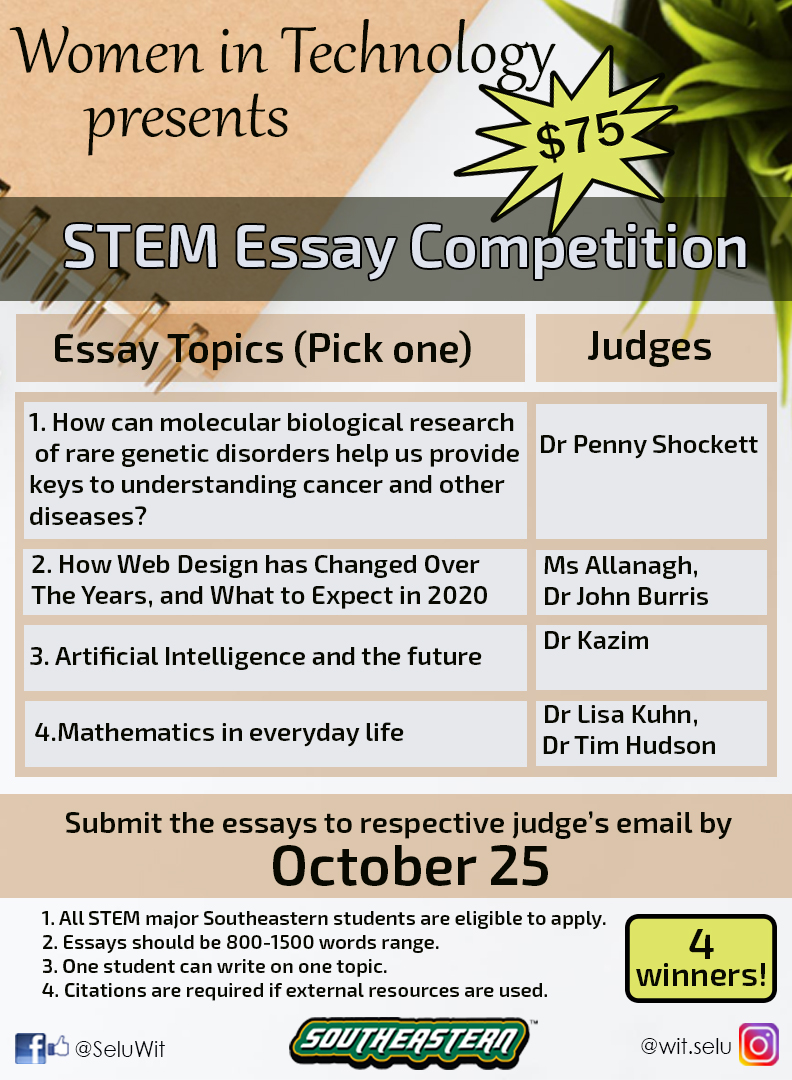 Women in Technology
presents
$75
STEM Essay Competition
Essay Topics (Pick one)
Judges
1. How can molecular biological research
of rare genetic disorders help us provide
keys to understanding cancer and other
diseases?
Dr Penny Shockett
2. How Web Design has Changed Over
The Years, and What to Expect in 2020
Ms Allanagh,
Dr John Burris
3. Artificial Intelligence and the future
Dr Kazim
4.Mathematics in everyday life
Dr Lisa Kuhn,
Dr Tim Hudson
Submit the essays to respective judge's email by
October 25
1. All STEM major Southeastern students are eligible to apply.
2. Essays should be 800-1500 words range.
3. One student can write on one topic.
4. Citations are required if external resources are used.
4
winners!
@SeluWit
SOUTHEASTERN™
@wit.selu